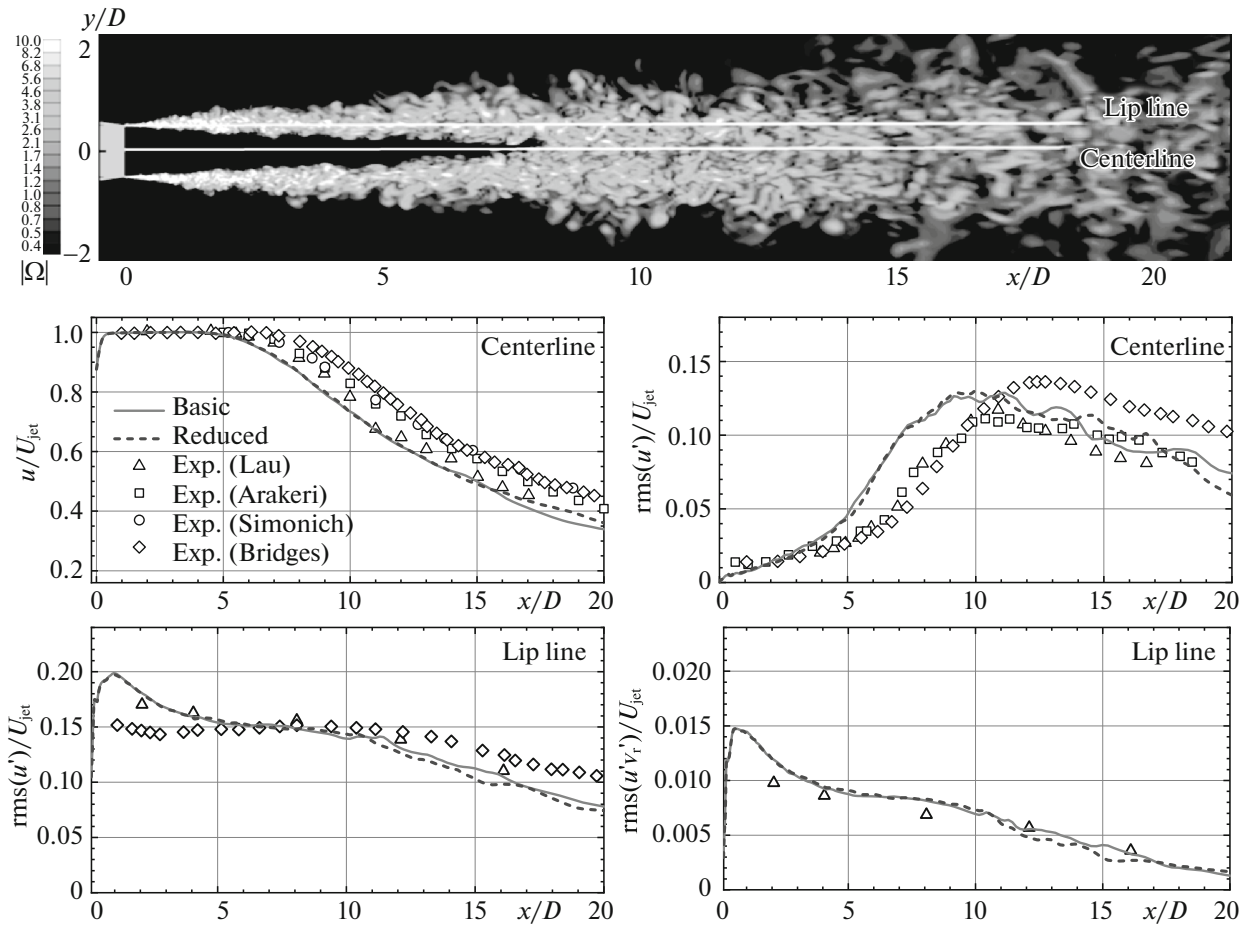 y/D
10.0
8.2
6.8
5.6
4.6
3.8
3.1
2.6
2.1
1.7
1.4
1.2
1.0
0.8
0.7
0.5
0.4
|Ω|
2
0
−2
Lip line
Centerline
0 5 10 15 x/D 20
u/U_jet
1.0
0.8
0.6
0.4
0.2
Centerline
Basic
Reduced
Exp. (Lau)
Exp. (Arakeri)
Exp. (Simonich)
Exp. (Bridges)
0 5 10 15 x/D 20
rms(u')/U_jet
0.15
0.10
0.05
0
Centerline
0 5 10 15 x/D 20
rms(u')/U_jet
0.20
0.15
0.10
0.05
0
Lip line
0 5 10 15 x/D 20
rms(u'v_r')/U_jet
0.020
0.015
0.010
0.005
0.000
Lip line
0 5 10 15 x/D 20